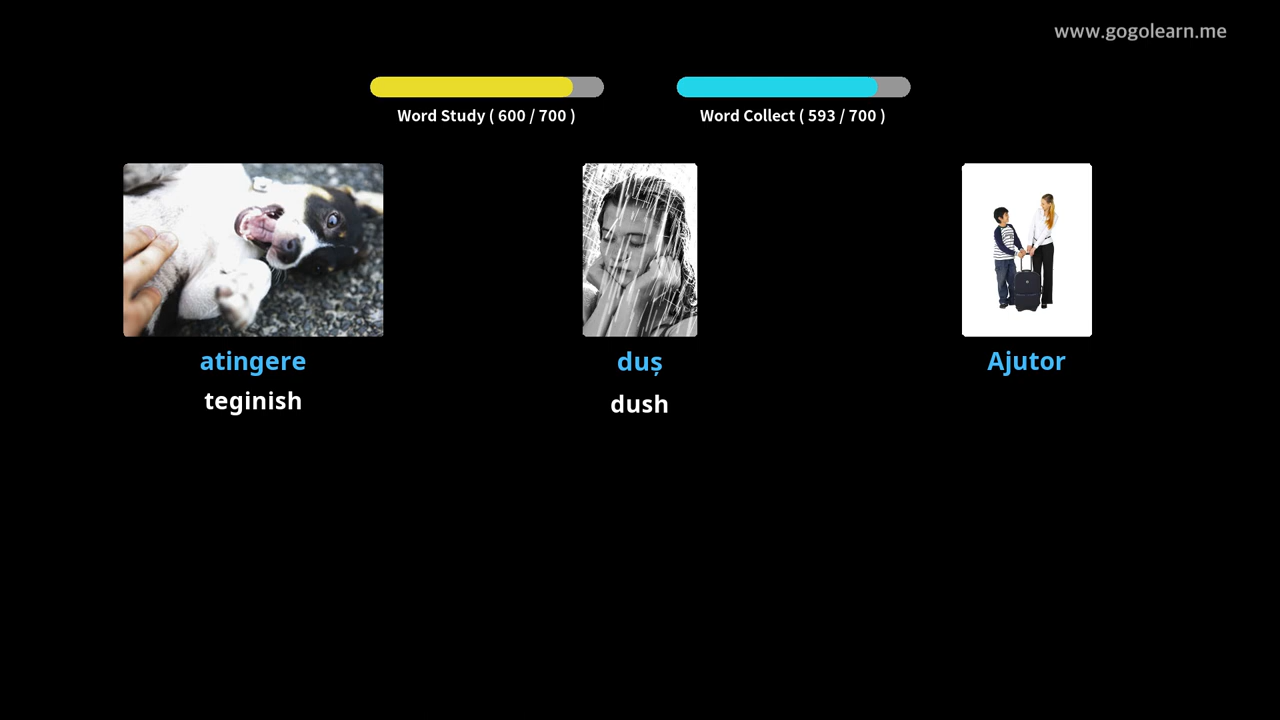 www.gogolearn.me
Word Study ( 600 / 700 )
Word Collect ( 593 / 700 )
atingere
duș
Ajutor
teginish
dush